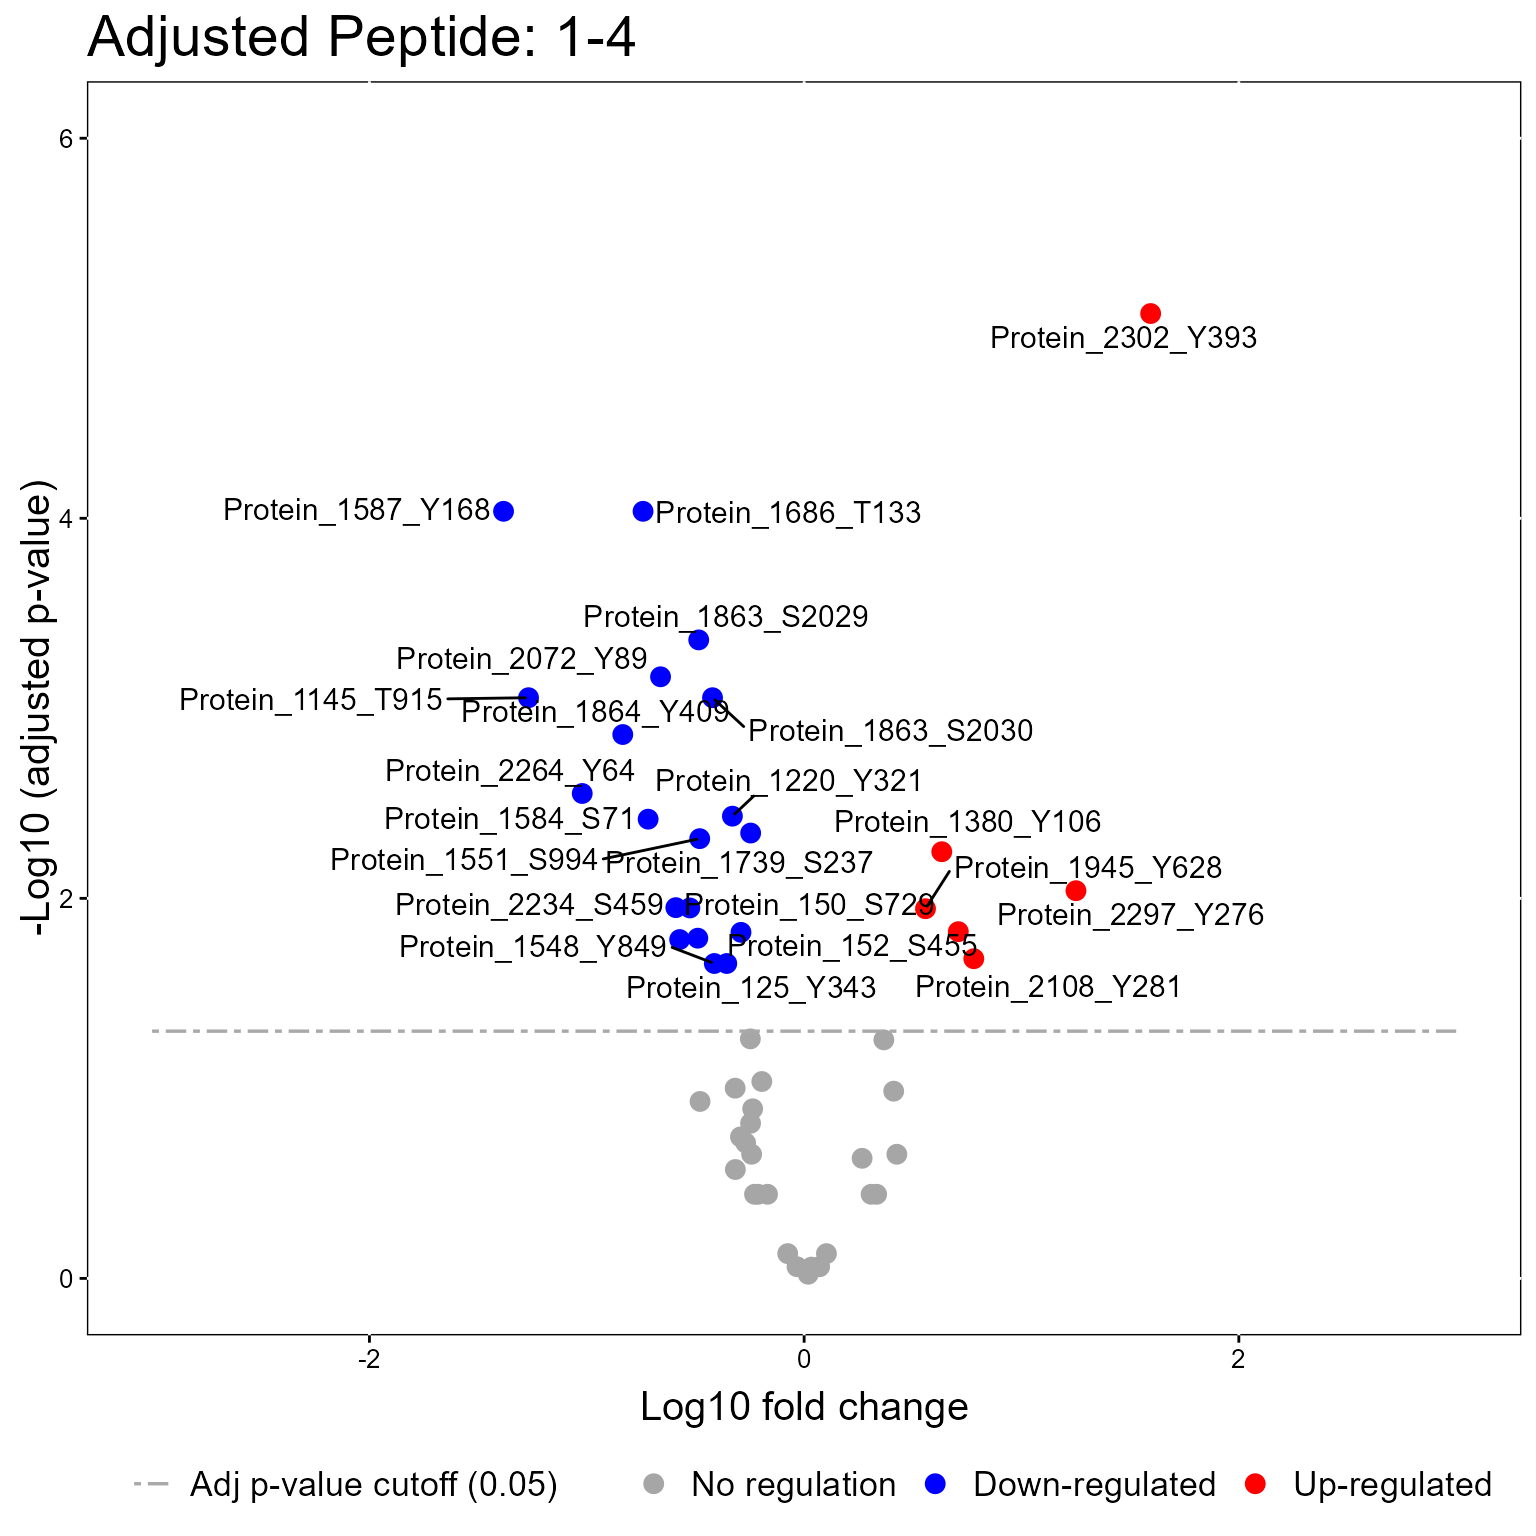 Adjusted Peptide: 1-4
6
Protein_2302_Y393
Protein_1587_Y168
Protein_1686_T133
4
Protein_1863_S2029
Protein_2072_Y89
Protein_1145_T915
Protein_1864_Y409
Protein_1863_S2030
Protein_2264_Y64
Protein_1220_Y321
Protein_1584_S71
Protein_1380_Y106
Protein_1551_S994
Protein_1739_S237
Protein_1945_Y628
2
Protein_2234_S459
Protein_150_S729
Protein_2297_Y276
Protein_1548_Y849
Protein_152_S455
Protein_125_Y343
Protein_2108_Y281
0
-Log10 (adjusted p-value)
-2 0 2
Log10 fold change
Adj p-value cutoff (0.05) No regulation Down-regulated Up-regulated